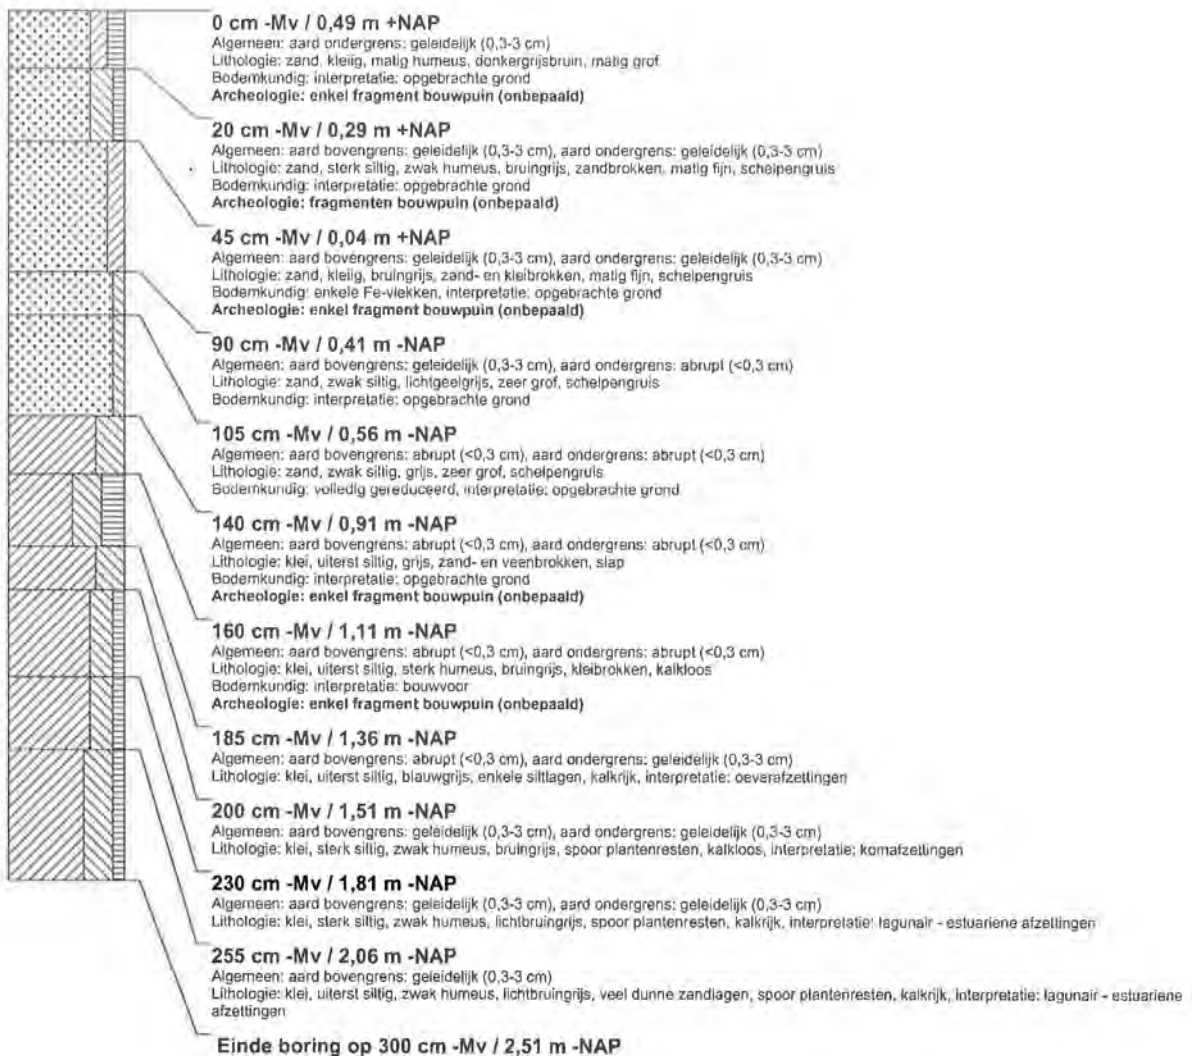 0 cm -Mv / 0,49 m +NAP
Algemeen: aard ondergrens: geleidelijk (0,3-3 cm)
Lithologie: zand, kleiig, matig humeus, donkergrijsbruin, matig grof
Bodemkundig: interpretatie: opgebrachte grond
Archeologie: enkel fragment bouwpuin (onbepaald)
20 cm -Mv / 0,29 m +NAP
Algemeen: aard bovengrens: geleidelijk (0,3-3 cm), aard ondergrens: geleidelijk (0,3-3 cm)
Lithologie: zand, sterk siltig, zwak humeus, bruingrijs, zandbrokken, matig fijn, schelpengruis
Bodemkundig: interpretatie: opgebrachte grond
Archeologie: fragmenten bouwpuin (onbepaald)
45 cm -Mv / 0,04 m +NAP
Algemeen: aard bovengrens: geleidelijk (0,3-3 cm), aard ondergrens: geleidelijk (0,3-3 cm)
Lithologie: zand, kleiig, bruingrijs, zand- en kleibrokken, matig fijn, schelpengruis
Bodemkundig: enkele Fe-vlekken, interpretatie: opgebrachte grond
Archeologie: enkel fragment bouwpuin (onbepaald)
90 cm -Mv / 0,41 m -NAP
Algemeen: aard bovengrens: geleidelijk (0,3-3 cm), aard ondergrens: abrupt (<0,3 cm)
Lithologie: zand, zwak siltig, lichtgeelgrijs, zeer grof, schelpengruis
Bodemkundig: interpretatie: opgebrachte grond
105 cm -Mv / 0,56 m -NAP
Algemeen: aard bovengrens: abrupt (<0,3 cm), aard ondergrens: abrupt (<0,3 cm)
Lithologie: zand, zwak siltig, grijs, zeer grof, schelpengruis
Bodemkundig: volledig gereduceerd, interpretatie: opgebrachte grond
140 cm -Mv / 0,91 m -NAP
Algemeen: aard bovengrens: abrupt (<0,3 cm), aard ondergrens: abrupt (<0,3 cm)
Lithologie: klei, uiterst siltig, grijs, zand- en veenbrokken, slap
Bodemkundig: interpretatie: opgebrachte grond
Archeologie: enkel fragment bouwpuin (onbepaald)
160 cm -Mv / 1,11 m -NAP
Algemeen: aard bovengrens: abrupt (<0,3 cm), aard ondergrens: abrupt (<0,3 cm)
Lithologie: klei, uiterst siltig, sterk humeus, bruingrijs, kleibrokken, kalkloos
Bodemkundig: interpretatie: bouwvoor
Archeologie: enkel fragment bouwpuin (onbepaald)
185 cm -Mv / 1,36 m -NAP
Algemeen: aard bovengrens: abrupt (<0,3 cm), aard ondergrens: geleidelijk (0,3-3 cm)
Lithologie: klei, uiterst siltig, blauwgrijs, enkele siltlagen, kalkrijk, interpretatie: oeverafzettingen
200 cm -Mv / 1,51 m -NAP
Algemeen: aard bovengrens: geleidelijk (0,3-3 cm), aard ondergrens: geleidelijk (0,3-3 cm)
Lithologie: klei, sterk siltig, zwak humeus, bruingrijs, spoor plantenresten, kalkloos, interpretatie: komafzettingen
230 cm -Mv / 1,81 m -NAP
Algemeen: aard bovengrens: geleidelijk (0,3-3 cm), aard ondergrens: geleidelijk (0,3-3 cm)
Lithologie: klei, sterk siltig, zwak humeus, lichtbruingrijs, spoor plantenresten, kalkrijk, interpretatie: lagunair - estuariene afzettingen
255 cm -Mv / 2,06 m -NAP
Algemeen: aard bovengrens: geleidelijk (0,3-3 cm)
Lithologie: klei, uiterst siltig, zwak humeus, lichtbruingrijs, veel dunne zandlagen, spoor plantenresten, kalkrijk, interpretatie: lagunair - estuariene
afzettingen
Einde boring op 300 cm -Mv / 2,51 m -NAP